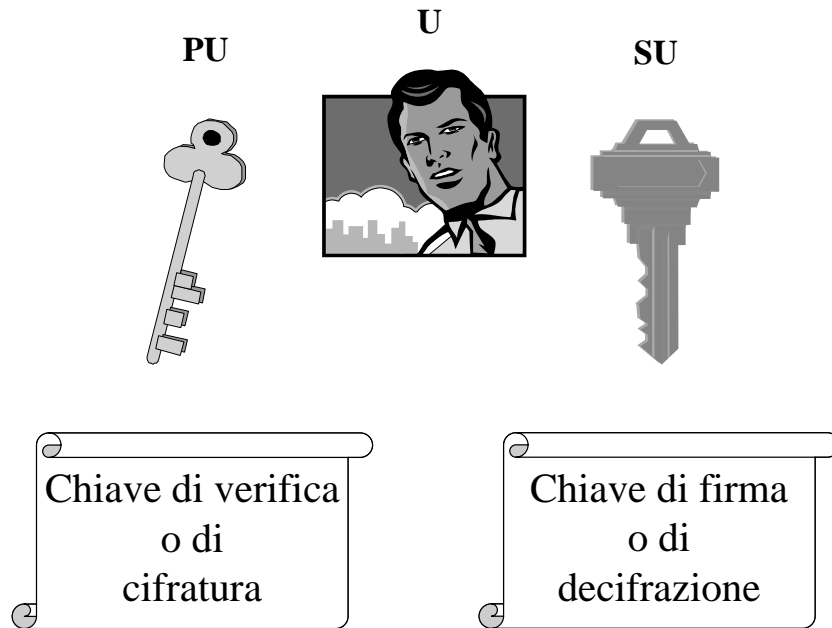 PU
U
SU
Chiave di verifica
o di
cifratura
Chiave di firma
o di
decifrazione